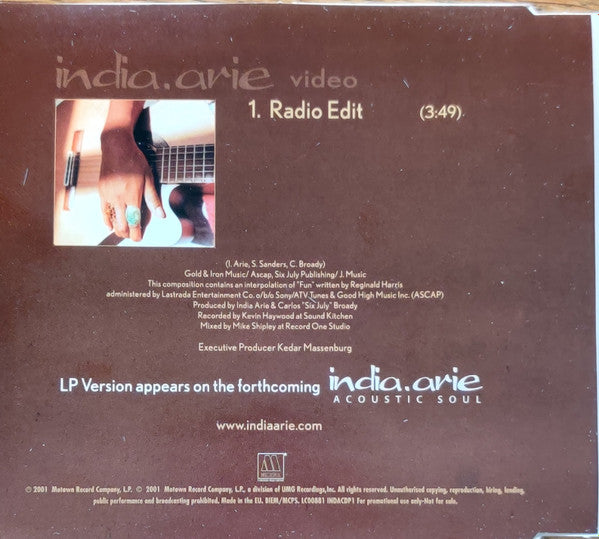 india.arie video
1. Radio Edit (3:49)
(I. Arie, S. Sanders, C. Broady)
Gold & Iron Music/ Ascap, Six July Publishing/ J. Music
This composition contains an interpolation of "Fun" written by Reginald Harris
administered by Lastrada Entertainment Co. o/b/o Sony/ATV Tunes & Good High Music Inc. (ASCAP)
Produced by India Arie & Carlos "Six July" Broady
Recorded by Kevin Haywood at Sound Kitchen
Mixed by Mike Shipley at Record One Studio
Executive Producer Kedar Massenburg
LP Version appears on the forthcoming india.arie
ACOUSTIC SOUL
www.indiaarie.com
MOTOWN
℗ 2001 Motown Record Company, L.P. © 2001 Motown Record Company, L.P., a division of UMG Recordings, Inc. All rights reserved. Unauthorised copying, reproduction, hiring, lending,
public performance and broadcasting prohibited. Made in the EU. BIEM/MCPS. LC00881 INDACDP1 For promotional use only-Not for sale.